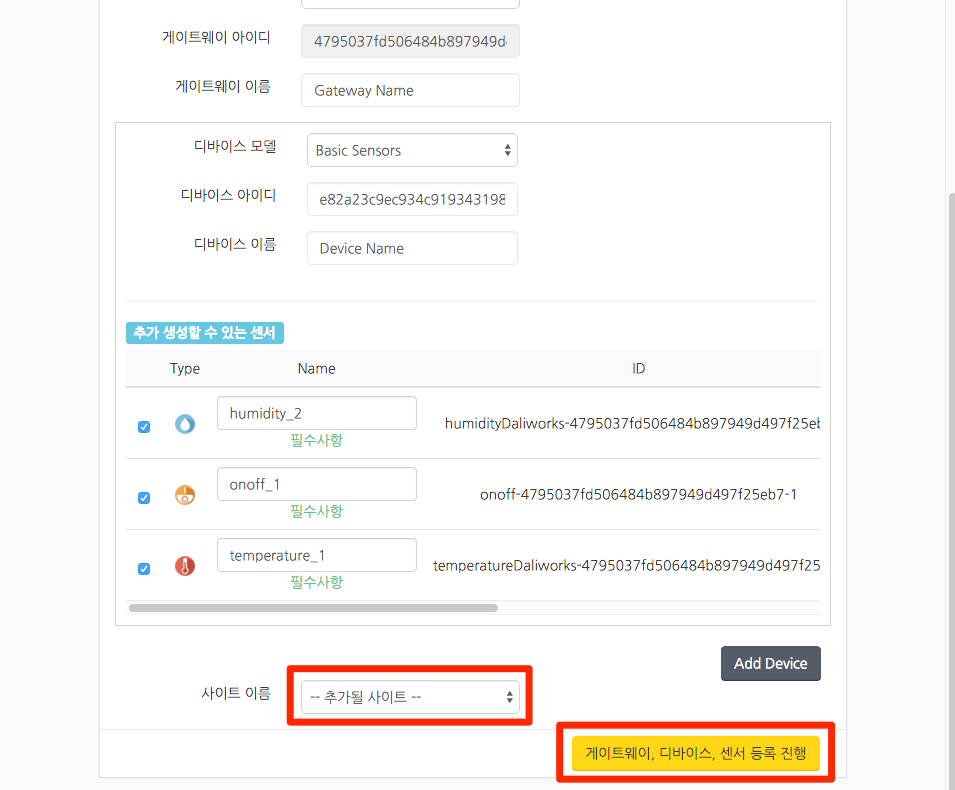 게이트웨이 아이디 4795037fd506484b897949d
게이트웨이 이름 Gateway Name
디바이스 모델 Basic Sensors
디바이스 아이디 e82a23c9ec934c919343198
디바이스 이름 Device Name
추가 생성할 수 있는 센서
Type Name ID
humidity_2 humidityDaliworks-4795037fd506484b897949d497f25eb
필수사항
onoff_1 onoff-4795037fd506484b897949d497f25eb7-1
필수사항
temperature_1 temperatureDaliworks-4795037fd506484b897949d497f25
필수사항
Add Device
사이트 이름 -- 추가될 사이트 --
게이트웨이, 디바이스, 센서 등록 진행